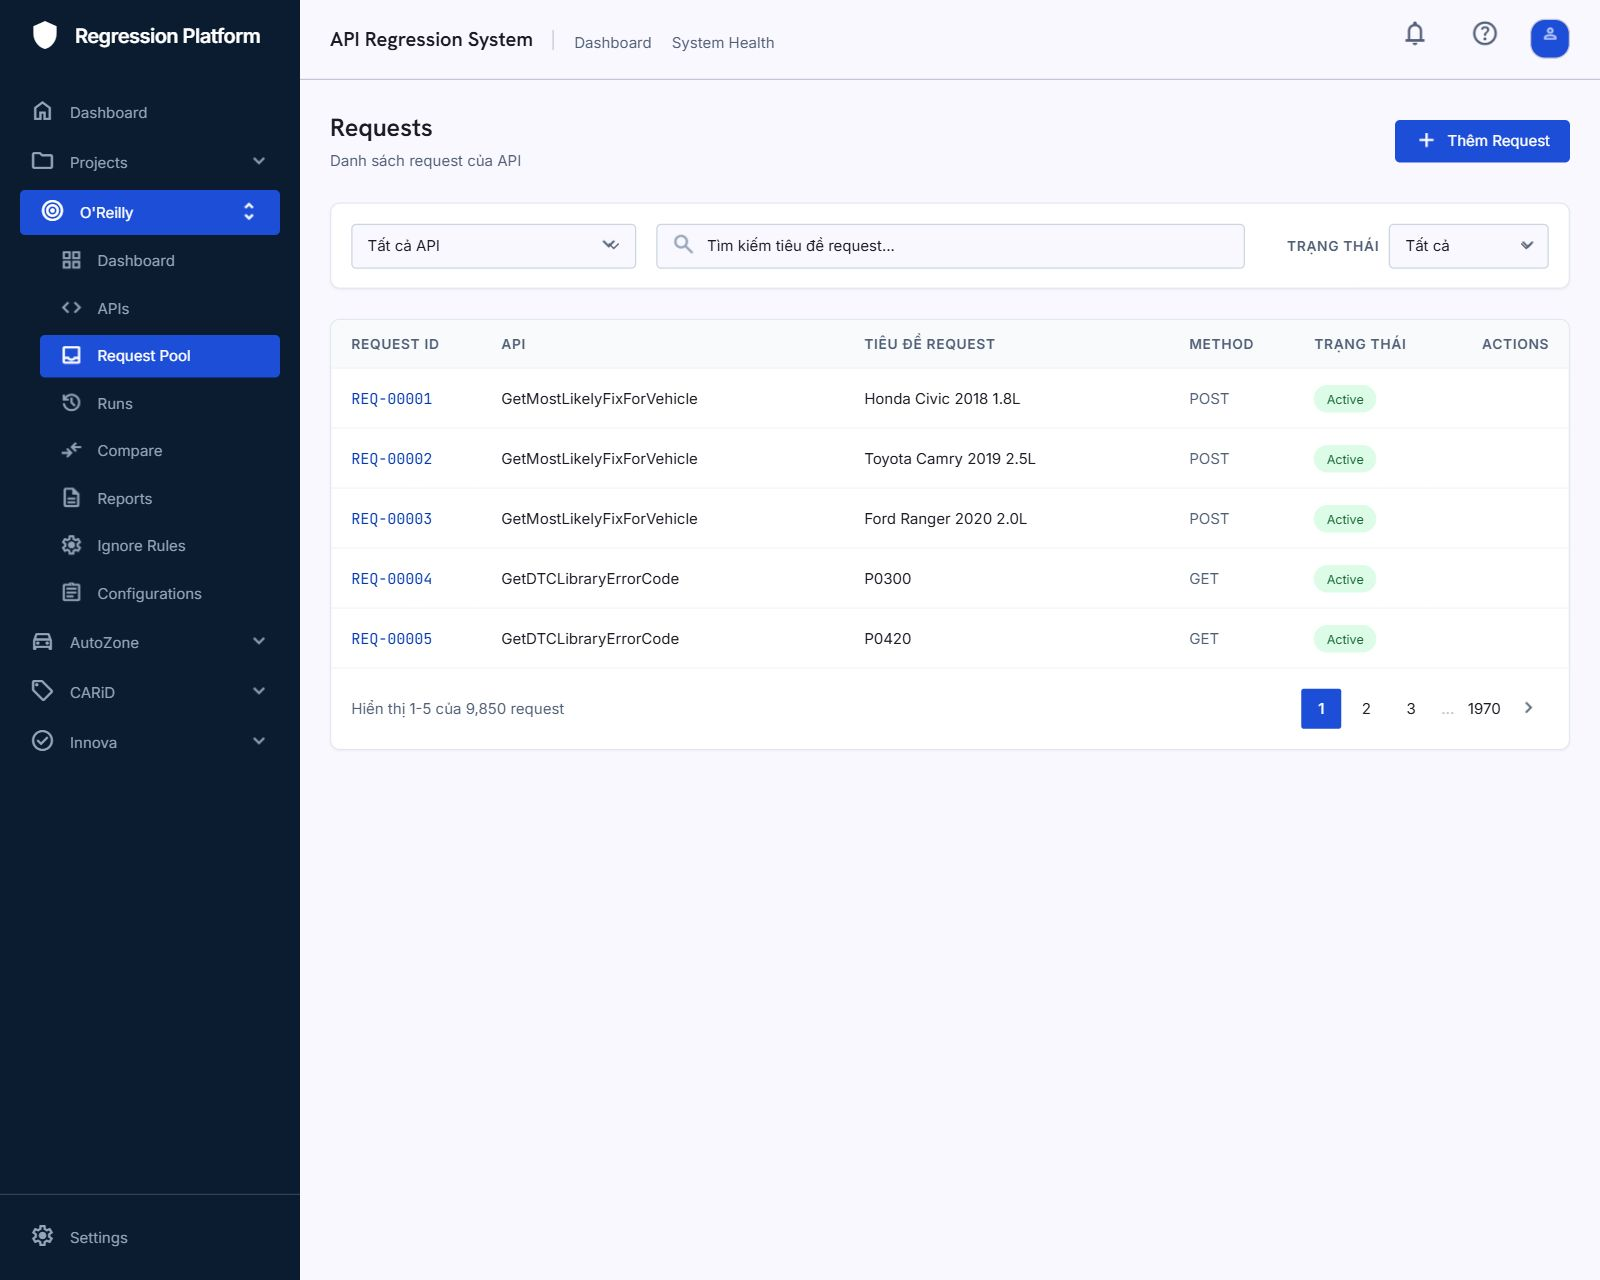 Regression Platform
Dashboard
Projects
O'Reilly
Dashboard
APIs
Request Pool
Runs
Compare
Reports
Ignore Rules
Configurations
AutoZone
CARiD
Innova
Settings
API Regression System
Dashboard
System Health
Requests
Danh sách request của API
Thêm Request
Tất cả API
Tìm kiếm tiêu đề request...
TRẠNG THÁI
Tất cả
REQUEST ID API TIÊU ĐỀ REQUEST METHOD TRẠNG THÁI ACTIONS
REQ-00001 GetMostLikelyFixForVehicle Honda Civic 2018 1.8L POST Active
REQ-00002 GetMostLikelyFixForVehicle Toyota Camry 2019 2.5L POST Active
REQ-00003 GetMostLikelyFixForVehicle Ford Ranger 2020 2.0L POST Active
REQ-00004 GetDTCLibraryErrorCode P0300 GET Active
REQ-00005 GetDTCLibraryErrorCode P0420 GET Active
Hiển thị 1-5 của 9,850 request
1 2 3 ... 1970